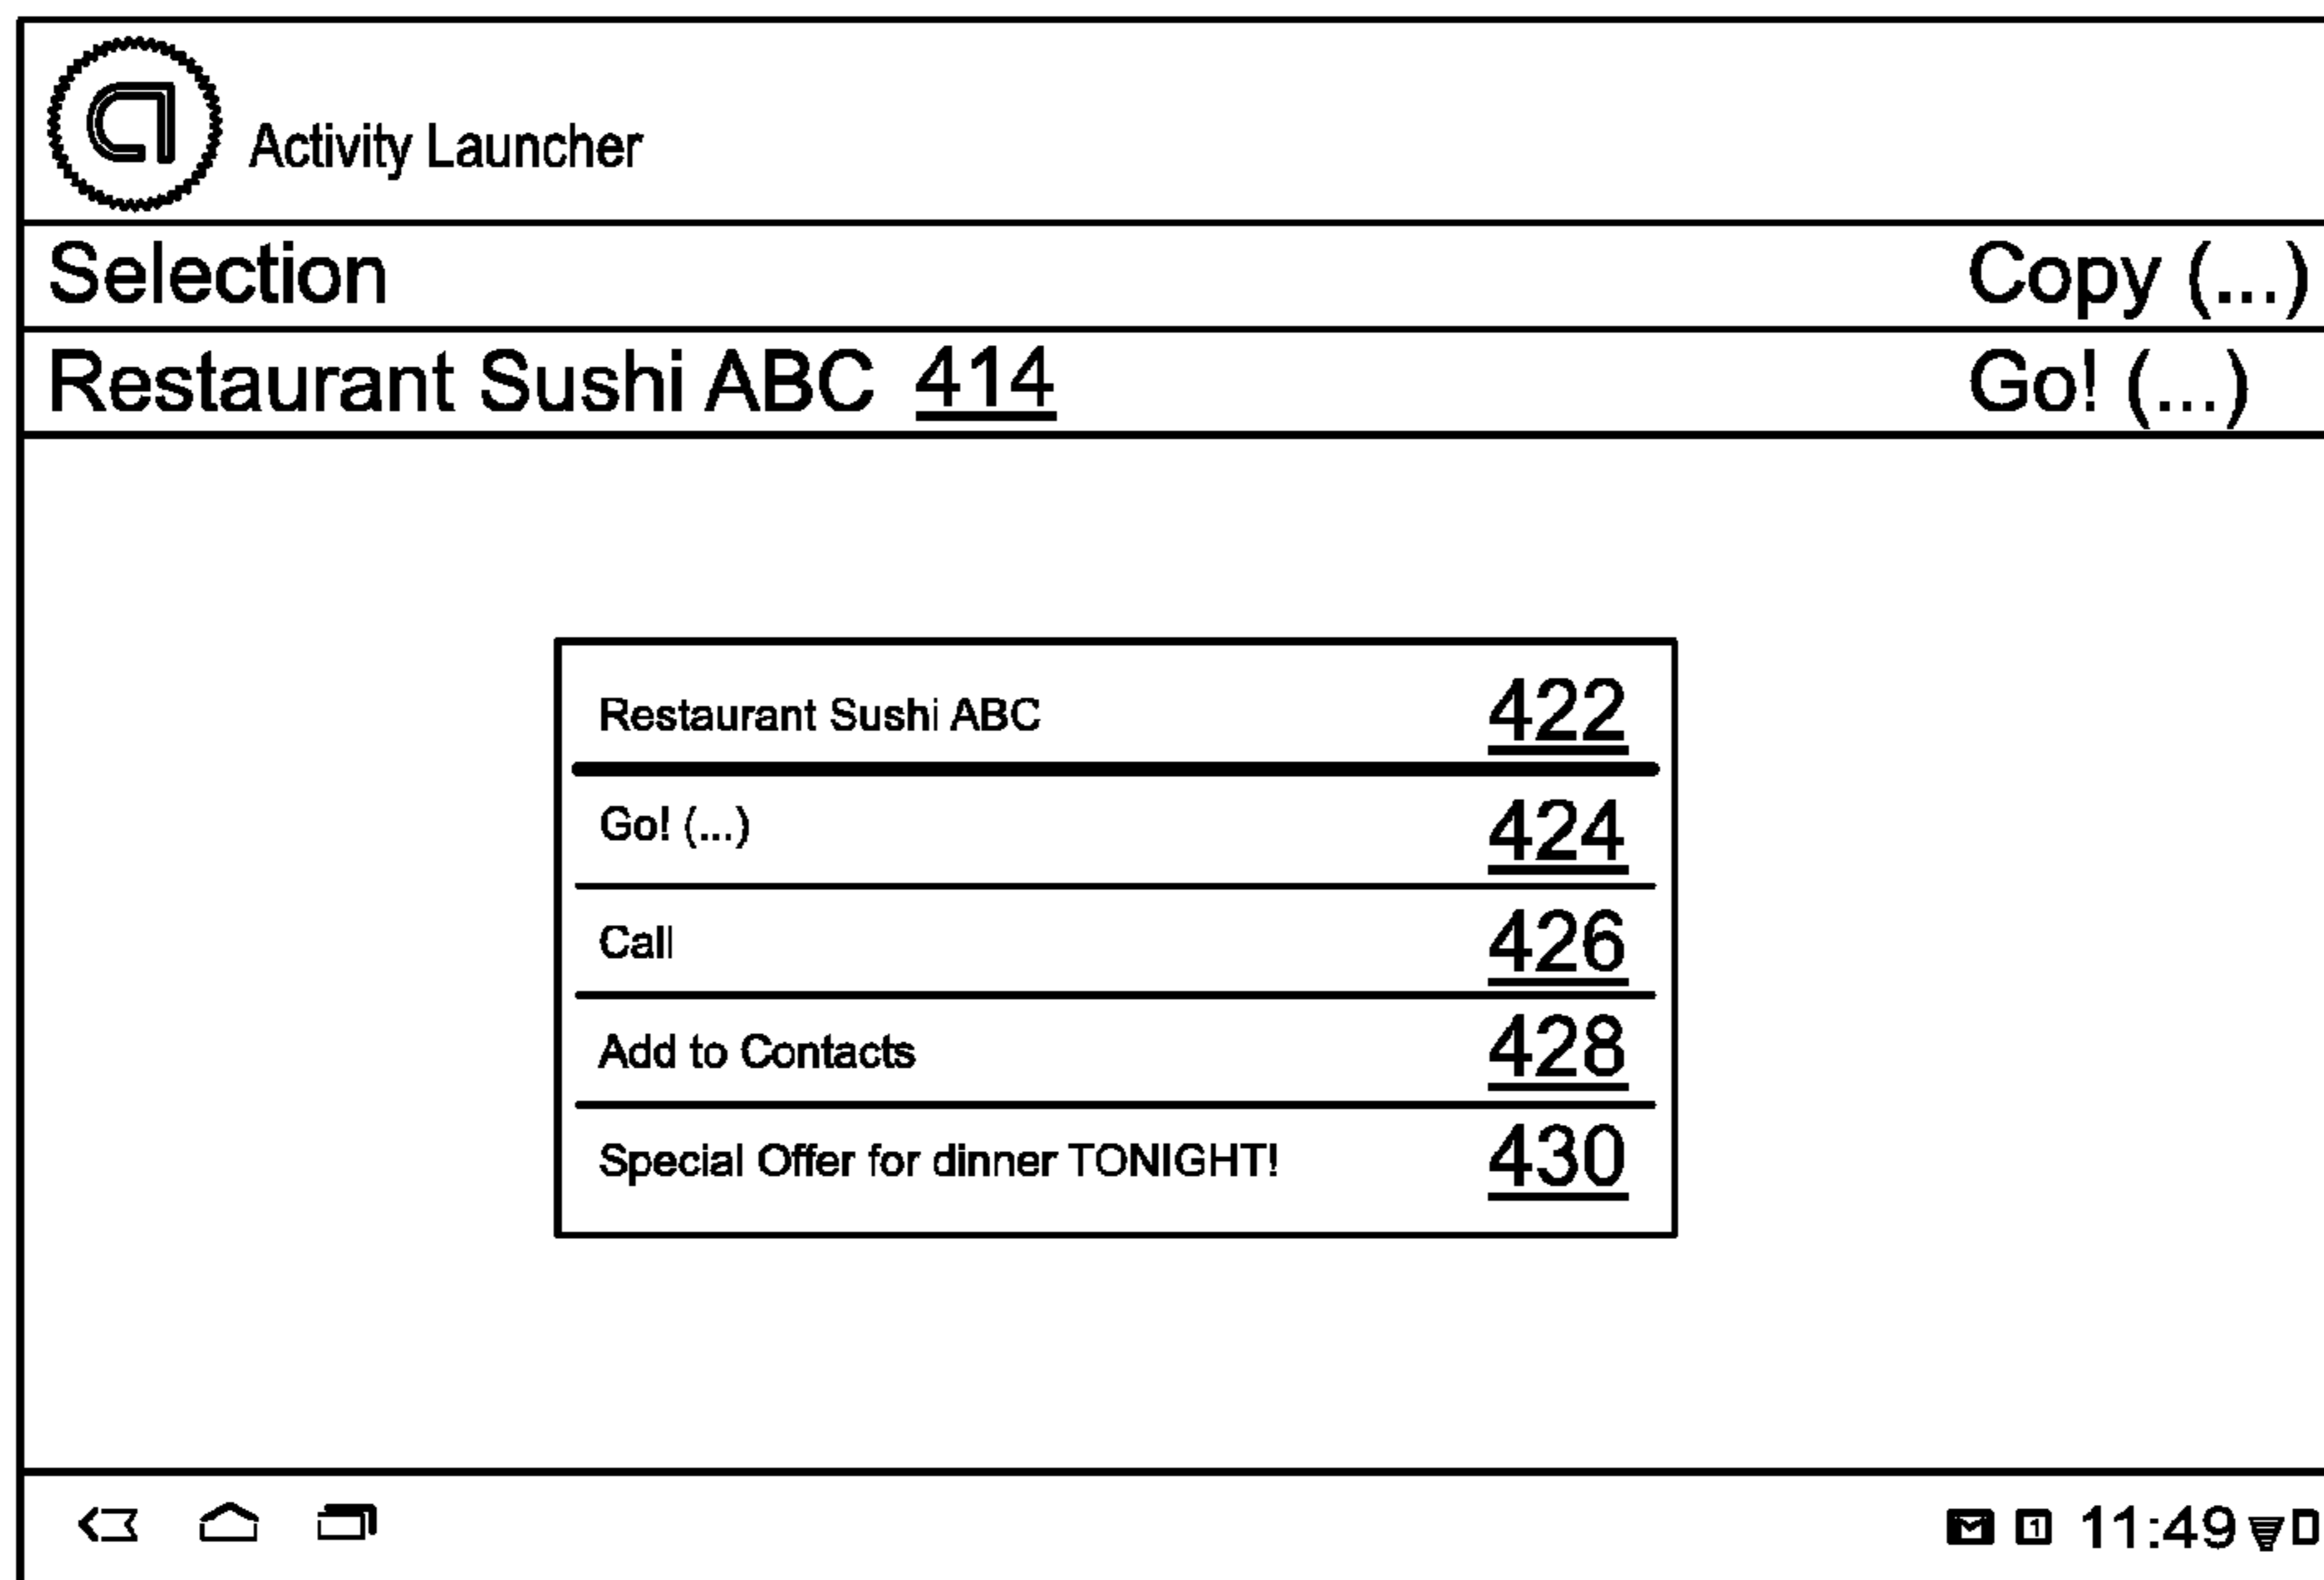 Activity Launcher
Selection Copy (...)
Restaurant Sushi ABC 414 Go! (...)
Restaurant Sushi ABC 422
Go! (...) 424
Call 426
Add to Contacts 428
Special Offer for dinner TONIGHT! 430
1 11:49